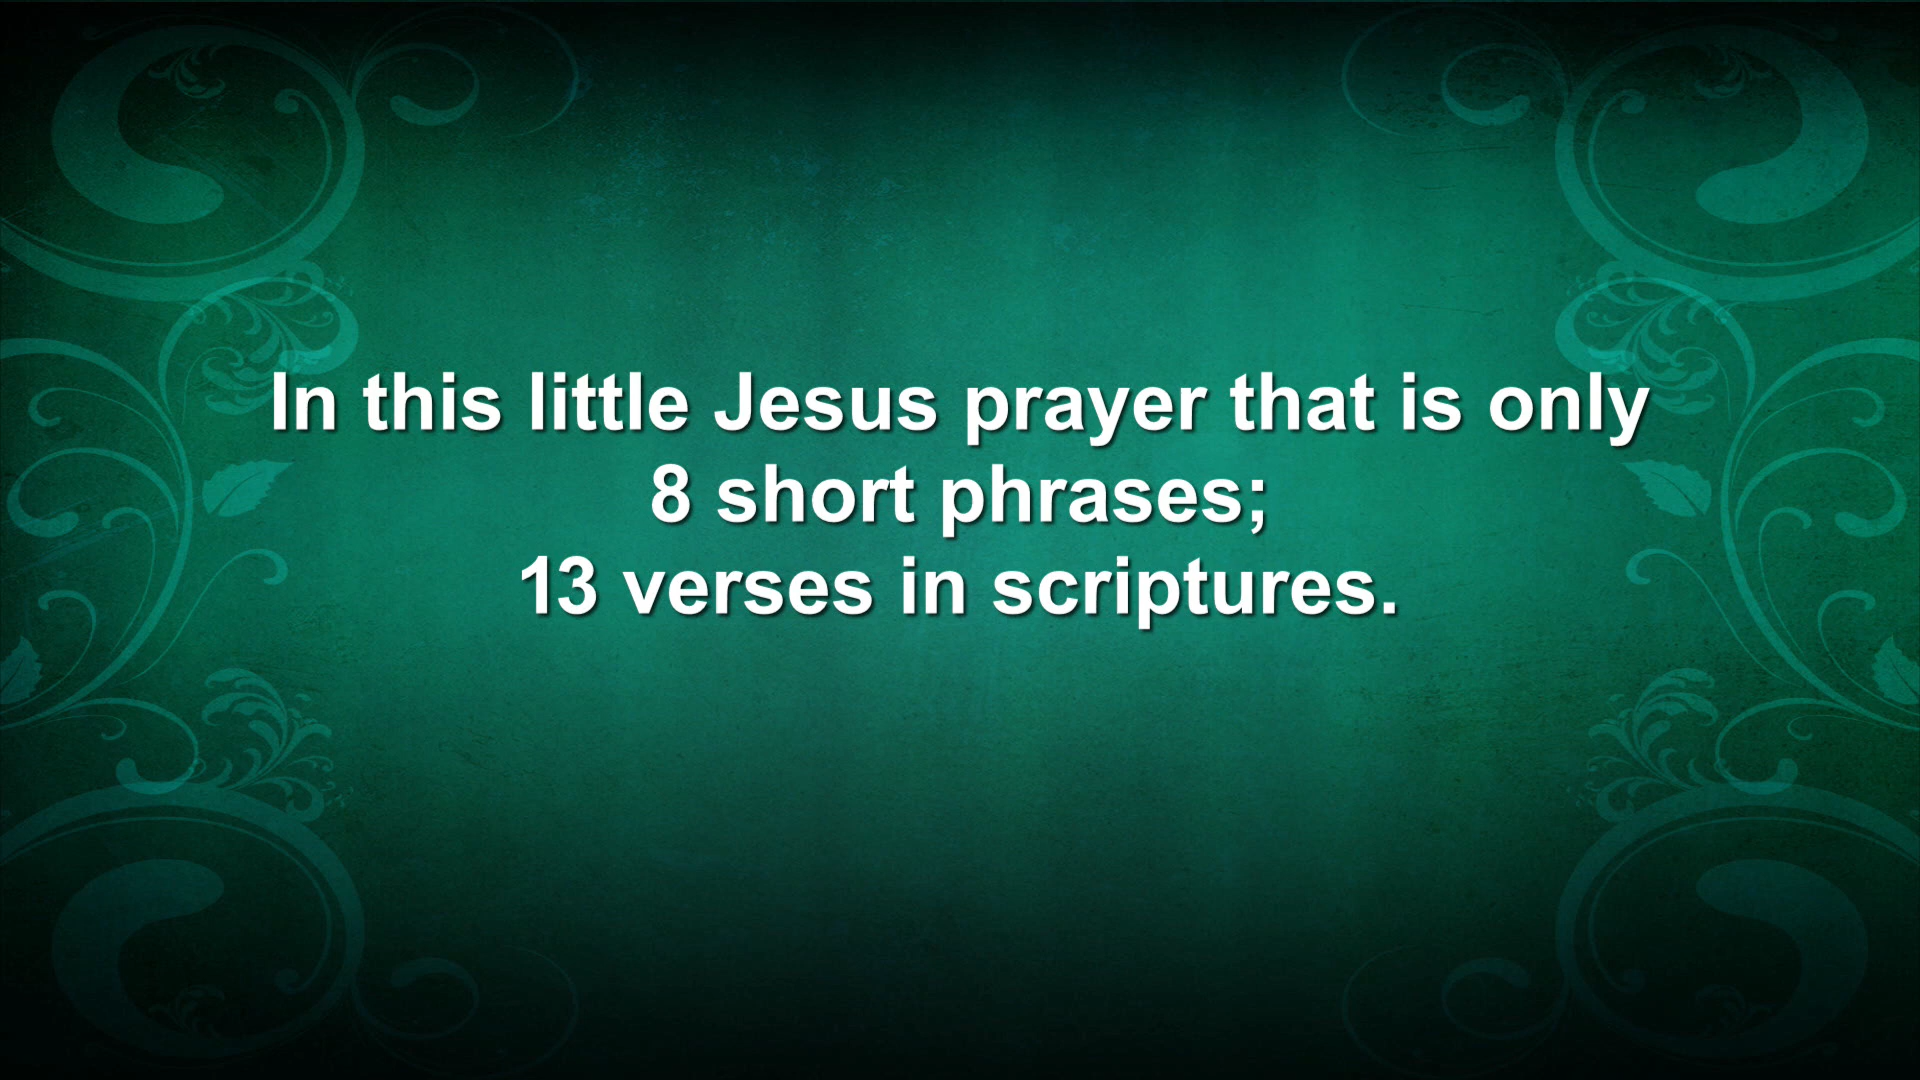 In this little Jesus prayer that is only
8 short phrases;
13 verses in scriptures.